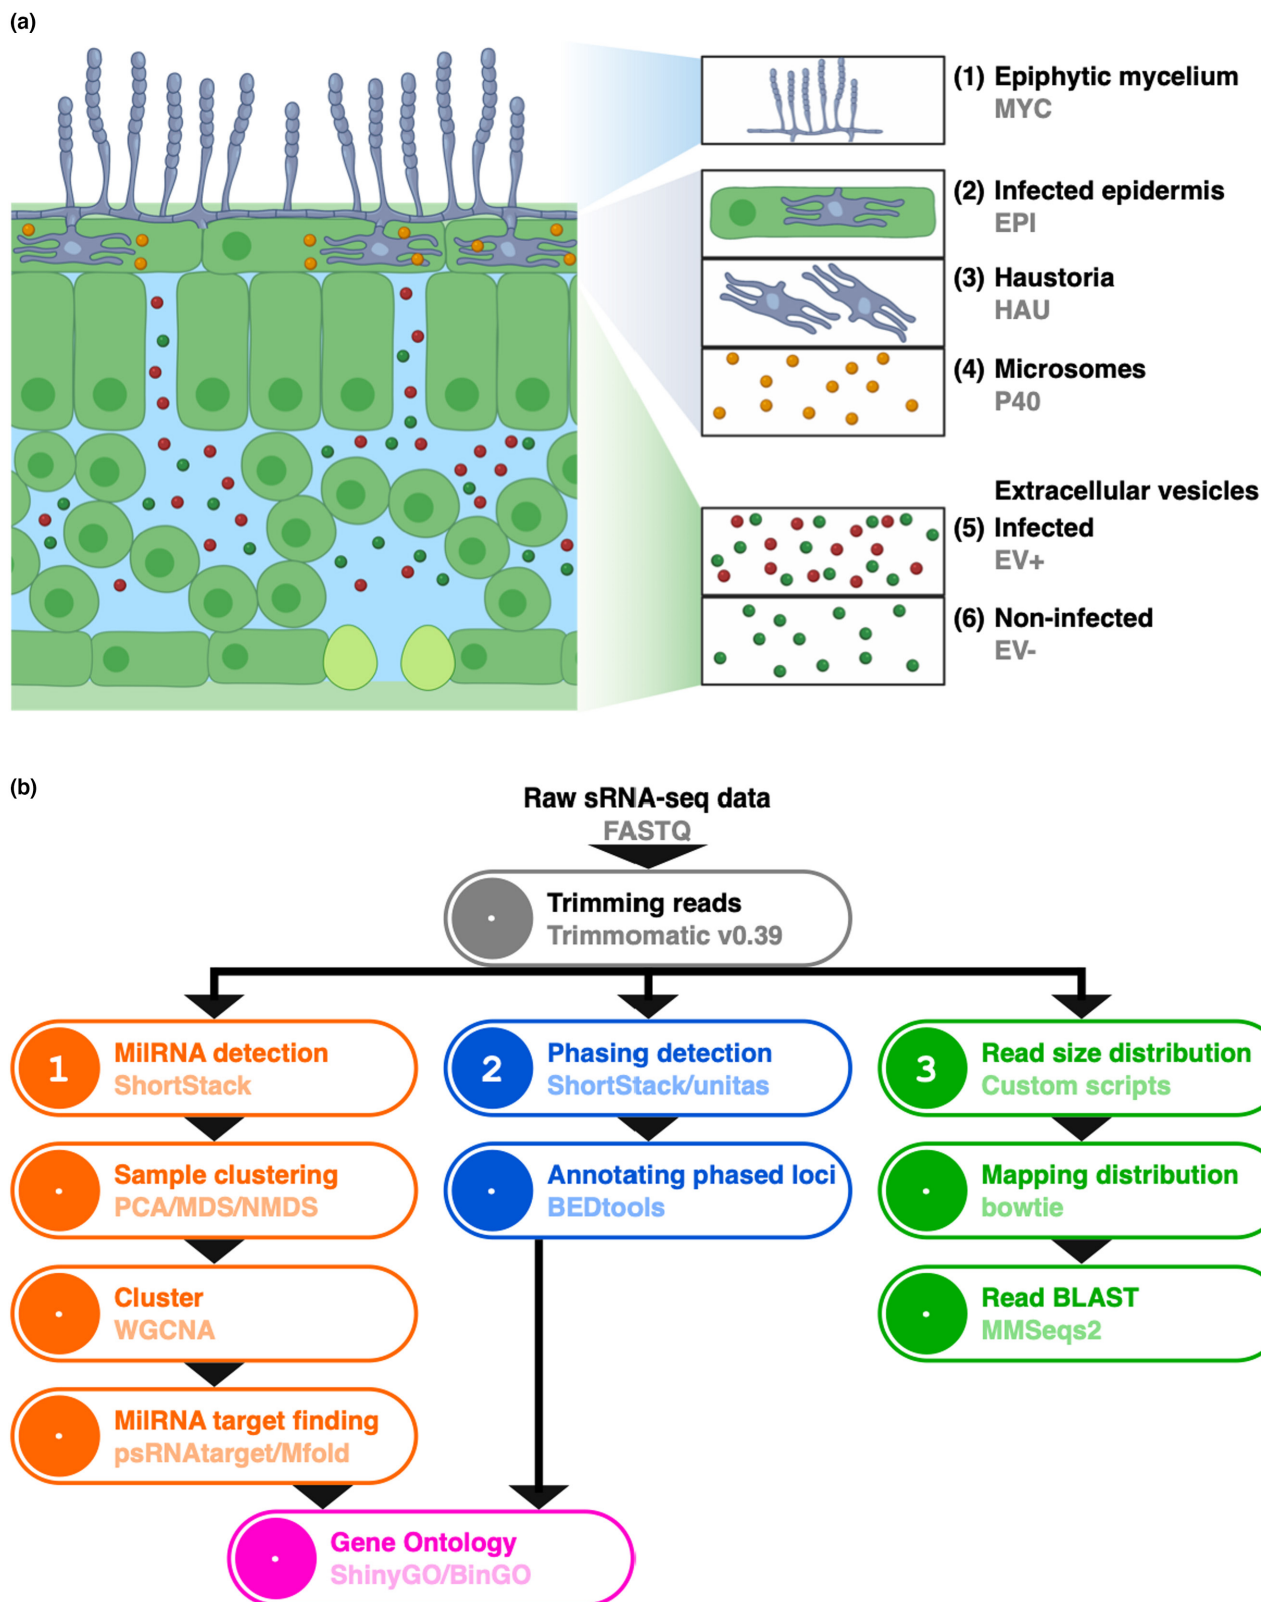 (a)
(1) Epiphytic mycelium
MYC
(2) Infected epidermis
EPI
(3) Haustoria
HAU
(4) Microsomes
P40
Extracellular vesicles
(5) Infected
EV+
(6) Non-infected
EV-
(b)
Raw sRNA-seq data
FASTQ
Trimming reads
Trimmomatic v0.39
1
MilRNA detection
ShortStack
Sample clustering
PCA/MDS/NMDS
Cluster
WGCNA
MilRNA target finding
psRNAtarget/Mfold
2
Phasing detection
ShortStack/unitas
Annotating phased loci
BEDtools
3
Read size distribution
Custom scripts
Mapping distribution
bowtie
Read BLAST
MMSeqs2
Gene Ontology
ShinyGO/BinGO